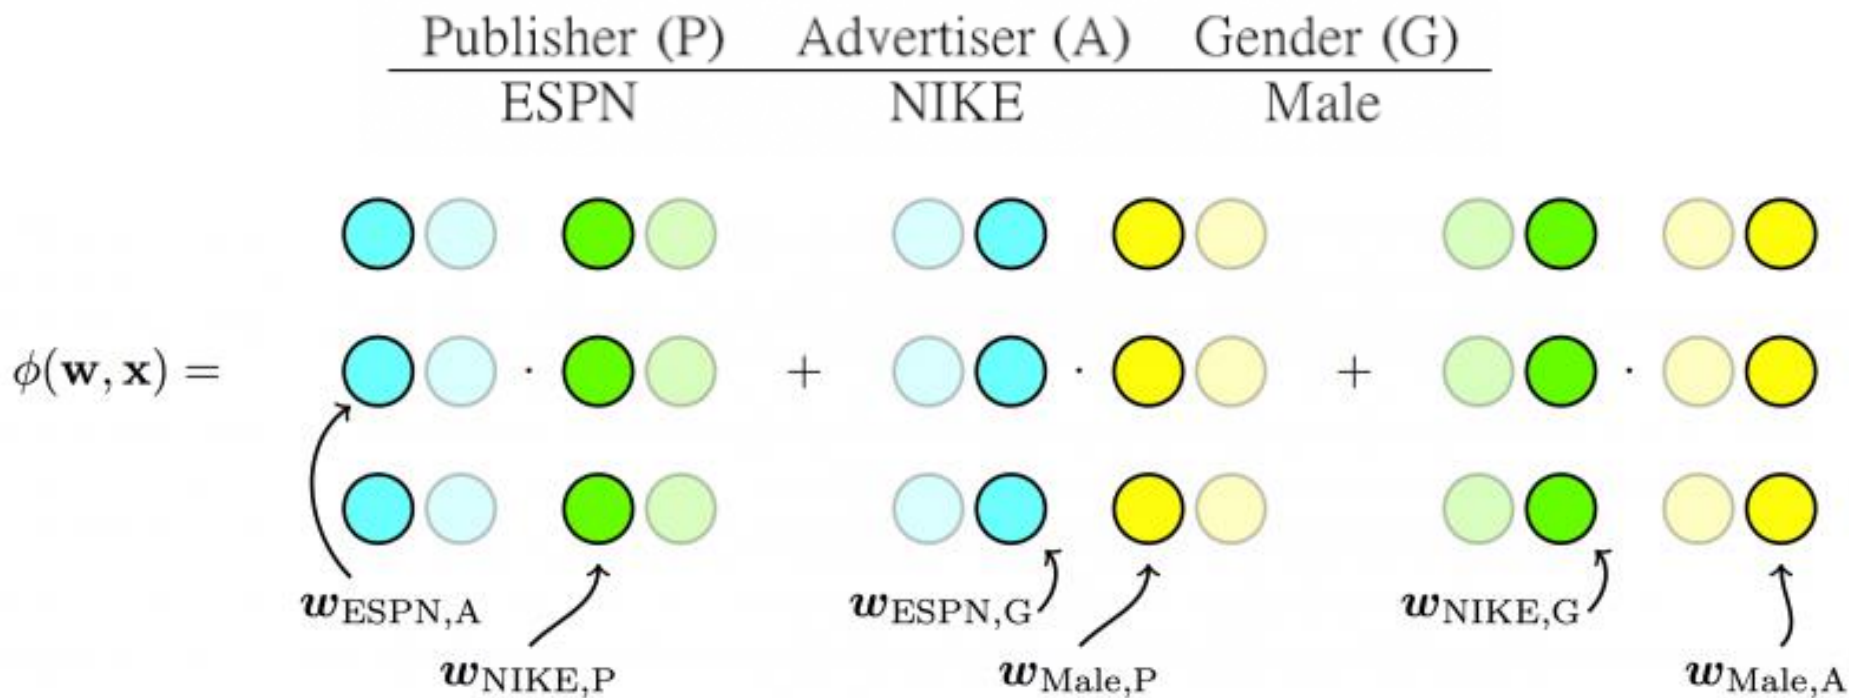 Publisher (P) Advertiser (A) Gender (G)
ESPN NIKE Male
ϕ(w, x) = · + · + ·
w_ESPN,A
w_ESPN,G
w_NIKE,G
w_NIKE,P
w_Male,P
w_Male,A